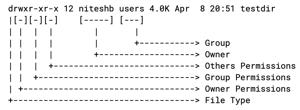 drwxr-xr-x 12 niteshb users 4.0K Apr  8 20:51 testdir
|[-][-][-]   [-----] [---]
| |  |  |       |      |
| |  |  |       |      +-----------> Group
| |  |  |       +------------------> Owner
| |  |  +--------------------------> Others Permissions
| |  +-----------------------------> Group Permissions
| +--------------------------------> Owner Permissions
+----------------------------------> File Type